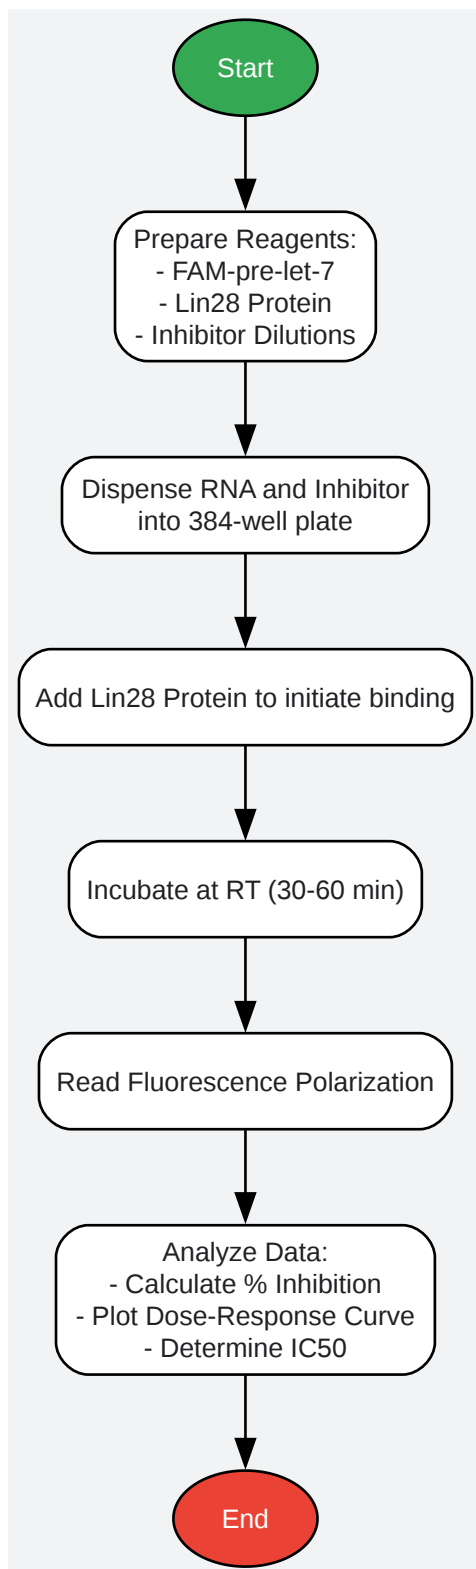 Start
Prepare Reagents:
- FAM-pre-let-7
- Lin28 Protein
- Inhibitor Dilutions
Dispense RNA and Inhibitor
into 384-well plate
Add Lin28 Protein to initiate binding
Incubate at RT (30-60 min)
Read Fluorescence Polarization
Analyze Data:
- Calculate % Inhibition
- Plot Dose-Response Curve
- Determine IC50
End